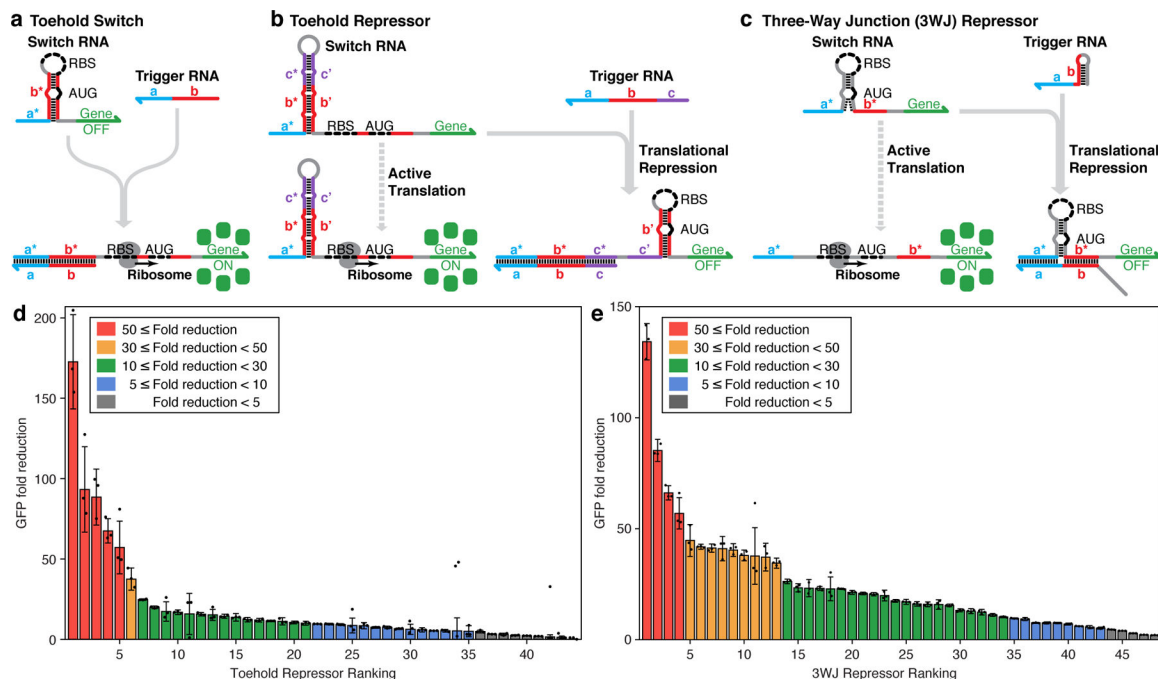 a Toehold Switch
Switch RNA
RBS
Trigger RNA
b*
AUG
a b
a*
Gene
OFF
a* b*
RBS AUG
Gene
a b
Ribosome
ON
b Toehold Repressor
Switch RNA
c* c'
Trigger RNA
b* b'
a b c
RBS AUG Gene
a*
Active
Translation
Translational
Repression
c* c'
RBS
b* b'
b'
AUG
a* RBS AUG Gene
Ribosome
ON
a* b* c* c'
Gene
a b c
OFF
c Three-Way Junction (3WJ) Repressor
Switch RNA
RBS
Trigger RNA
b
AUG
a
a* b* Gene
Active
Translation
Translational
Repression
RBS
AUG
a* RBS AUG b* Gene
Ribosome
ON
a* b*
Gene
a b
OFF
d
200
150
100
50
0
GFP fold reduction
50 ≤ Fold reduction
30 ≤ Fold reduction < 50
10 ≤ Fold reduction < 30
5 ≤ Fold reduction < 10
Fold reduction < 5
5 10 15 20 25 30 35 40
Toehold Repressor Ranking
e
150
100
50
0
GFP fold reduction
50 ≤ Fold reduction
30 ≤ Fold reduction < 50
10 ≤ Fold reduction < 30
5 ≤ Fold reduction < 10
Fold reduction < 5
5 10 15 20 25 30 35 40 45
3WJ Repressor Ranking